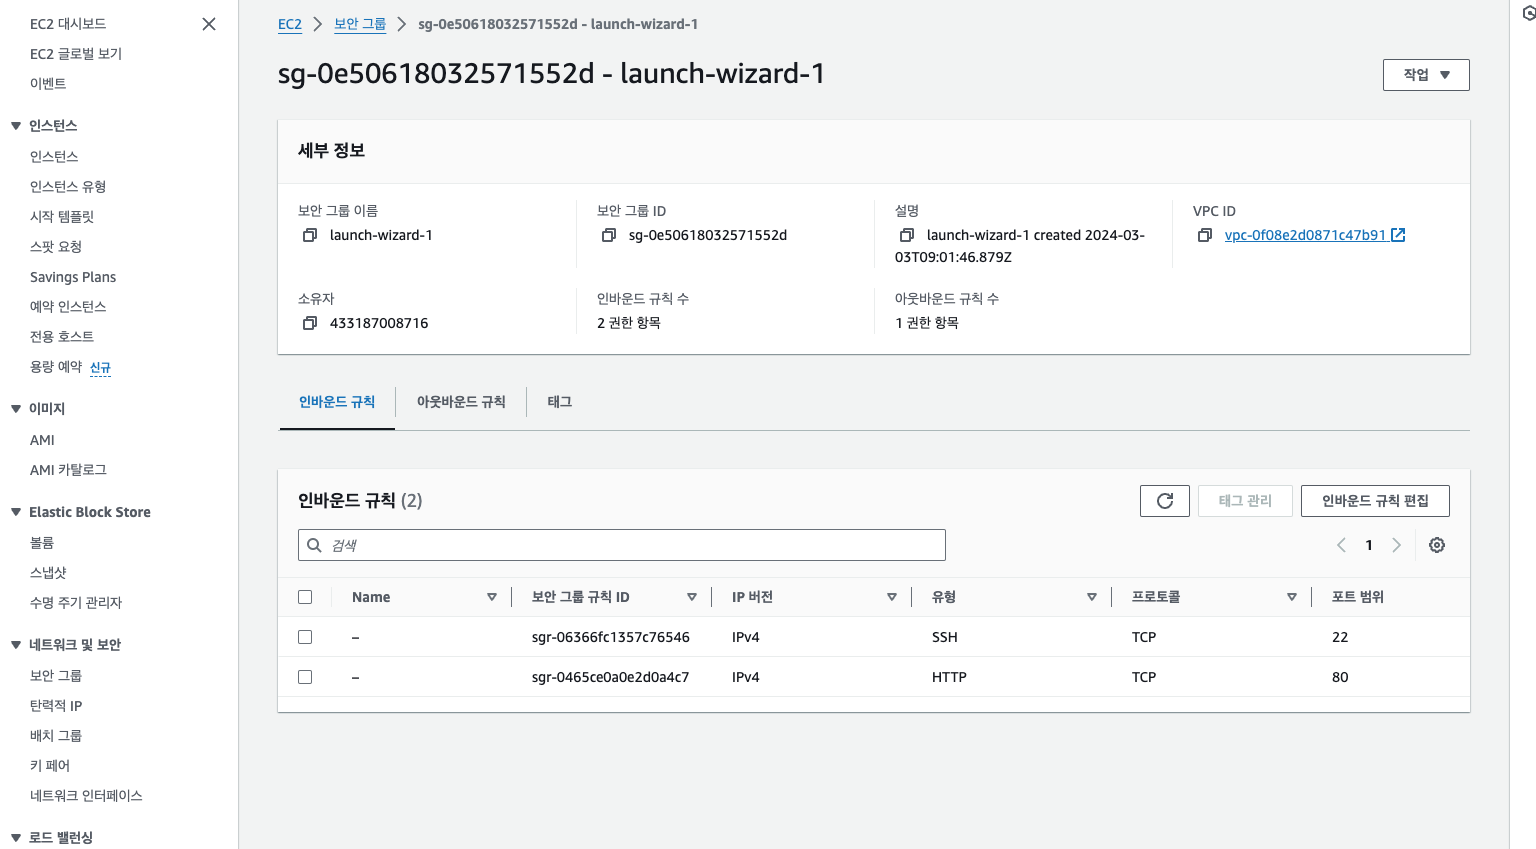 EC2 대시보드
EC2 글로벌 보기
이벤트
인스턴스
인스턴스
인스턴스 유형
시작 템플릿
스팟 요청
Savings Plans
예약 인스턴스
전용 호스트
용량 예약 신규
이미지
AMI
AMI 카탈로그
Elastic Block Store
볼륨
스냅샷
수명 주기 관리자
네트워크 및 보안
보안 그룹
탄력적 IP
배치 그룹
키 페어
네트워크 인터페이스
로드 밸런싱
EC2 보안 그룹 sg-0e50618032571552d - launch-wizard-1
sg-0e50618032571552d - launch-wizard-1
작업
세부 정보
보안 그룹 이름
launch-wizard-1
보안 그룹 ID
sg-0e50618032571552d
설명
launch-wizard-1 created 2024-03-
03T09:01:46.879Z
VPC ID
vpc-0f08e2d0871c47b91
소유자
433187008716
인바운드 규칙 수
2 권한 항목
아웃바운드 규칙 수
1 권한 항목
인바운드 규칙 아웃바운드 규칙 태그
인바운드 규칙 (2)
태그 관리 인바운드 규칙 편집
검색
1
Name 보안 그룹 규칙 ID IP 버전 유형 프로토콜 포트 범위
– sgr-06366fc1357c76546 IPv4 SSH TCP 22
– sgr-0465ce0a0e2d0a4c7 IPv4 HTTP TCP 80